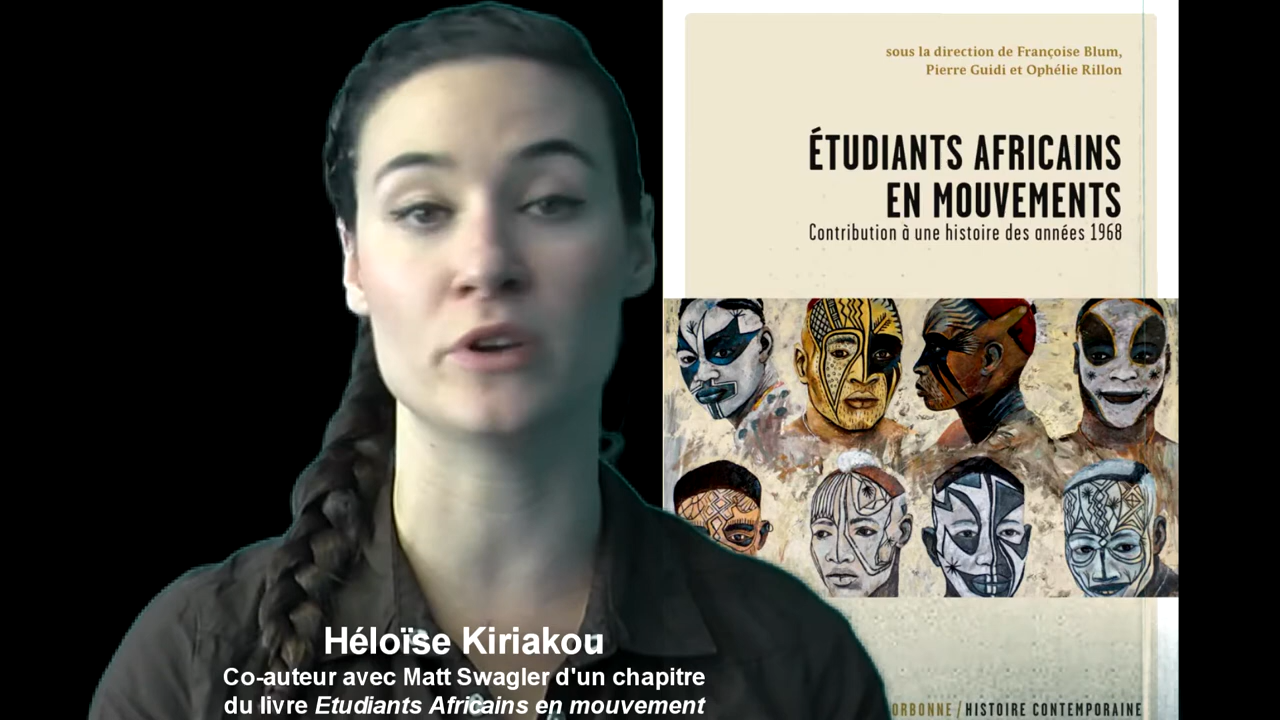 sous la direction de Françoise Blum,
Pierre Guidi et Ophélie Rillon
ÉTUDIANTS AFRICAINS
EN MOUVEMENTS
Contribution à une histoire des années 1968
Héloïse Kiriakou
Co-auteur avec Matt Swagler d'un chapitre
du livre Etudiants Africains en mouvement
ORBONNE / HISTOIRE CONTEMPORAINE